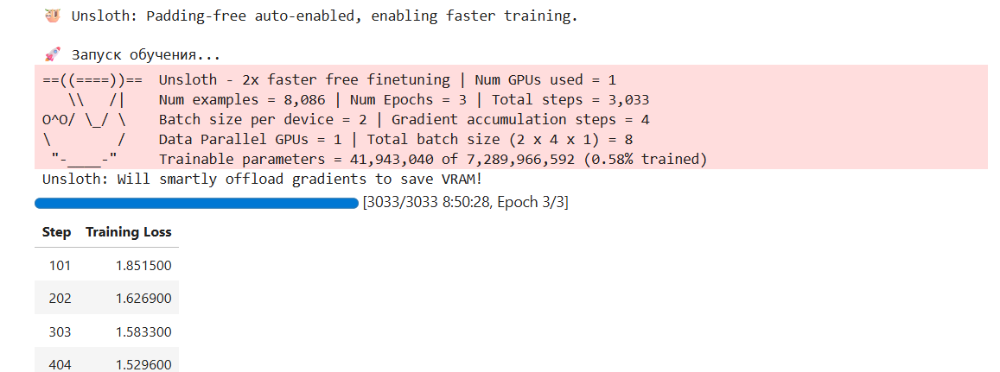 🦥 Unsloth: Padding-free auto-enabled, enabling faster training.
🚀 Запуск обучения...
==((====))==  Unsloth - 2x faster free finetuning | Num GPUs used = 1
   \\   /|    Num examples = 8,086 | Num Epochs = 3 | Total steps = 3,033
O^O/ \_/ \    Batch size per device = 2 | Gradient accumulation steps = 4
\        /    Data Parallel GPUs = 1 | Total batch size (2 x 4 x 1) = 8
 "-____-"     Trainable parameters = 41,943,040 of 7,289,966,592 (0.58% trained)
Unsloth: Will smartly offload gradients to save VRAM!
[3033/3033 8:50:28, Epoch 3/3]
Step Training Loss
101 1.851500
202 1.626900
303 1.583300
404 1.529600